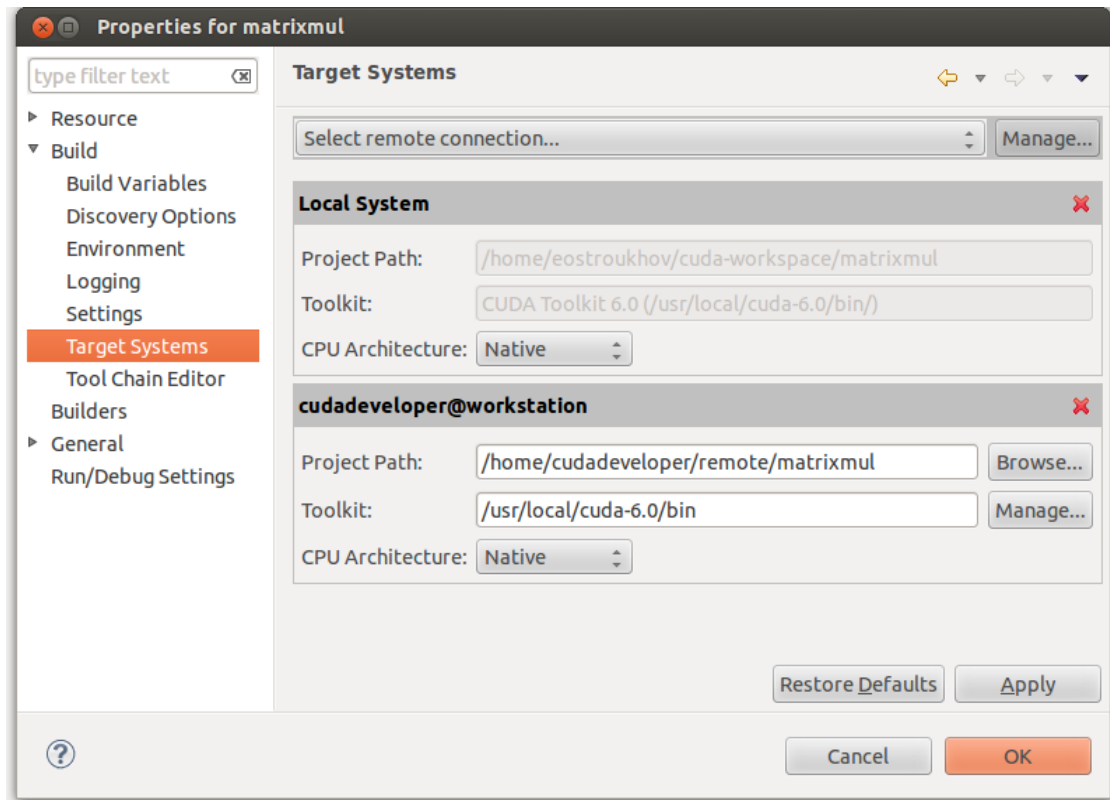 Properties for matrixmul
type filter text
Resource
Build
Build Variables
Discovery Options
Environment
Logging
Settings
Target Systems
Tool Chain Editor
Builders
General
Run/Debug Settings
Target Systems
Select remote connection... Manage...
Local System
Project Path: /home/eostroukhov/cuda-workspace/matrixmul
Toolkit: CUDA Toolkit 6.0 (/usr/local/cuda-6.0/bin/)
CPU Architecture: Native
cudadeveloper@workstation
Project Path: /home/cudadeveloper/remote/matrixmul Browse...
Toolkit: /usr/local/cuda-6.0/bin Manage...
CPU Architecture: Native
Restore Defaults Apply
? Cancel OK